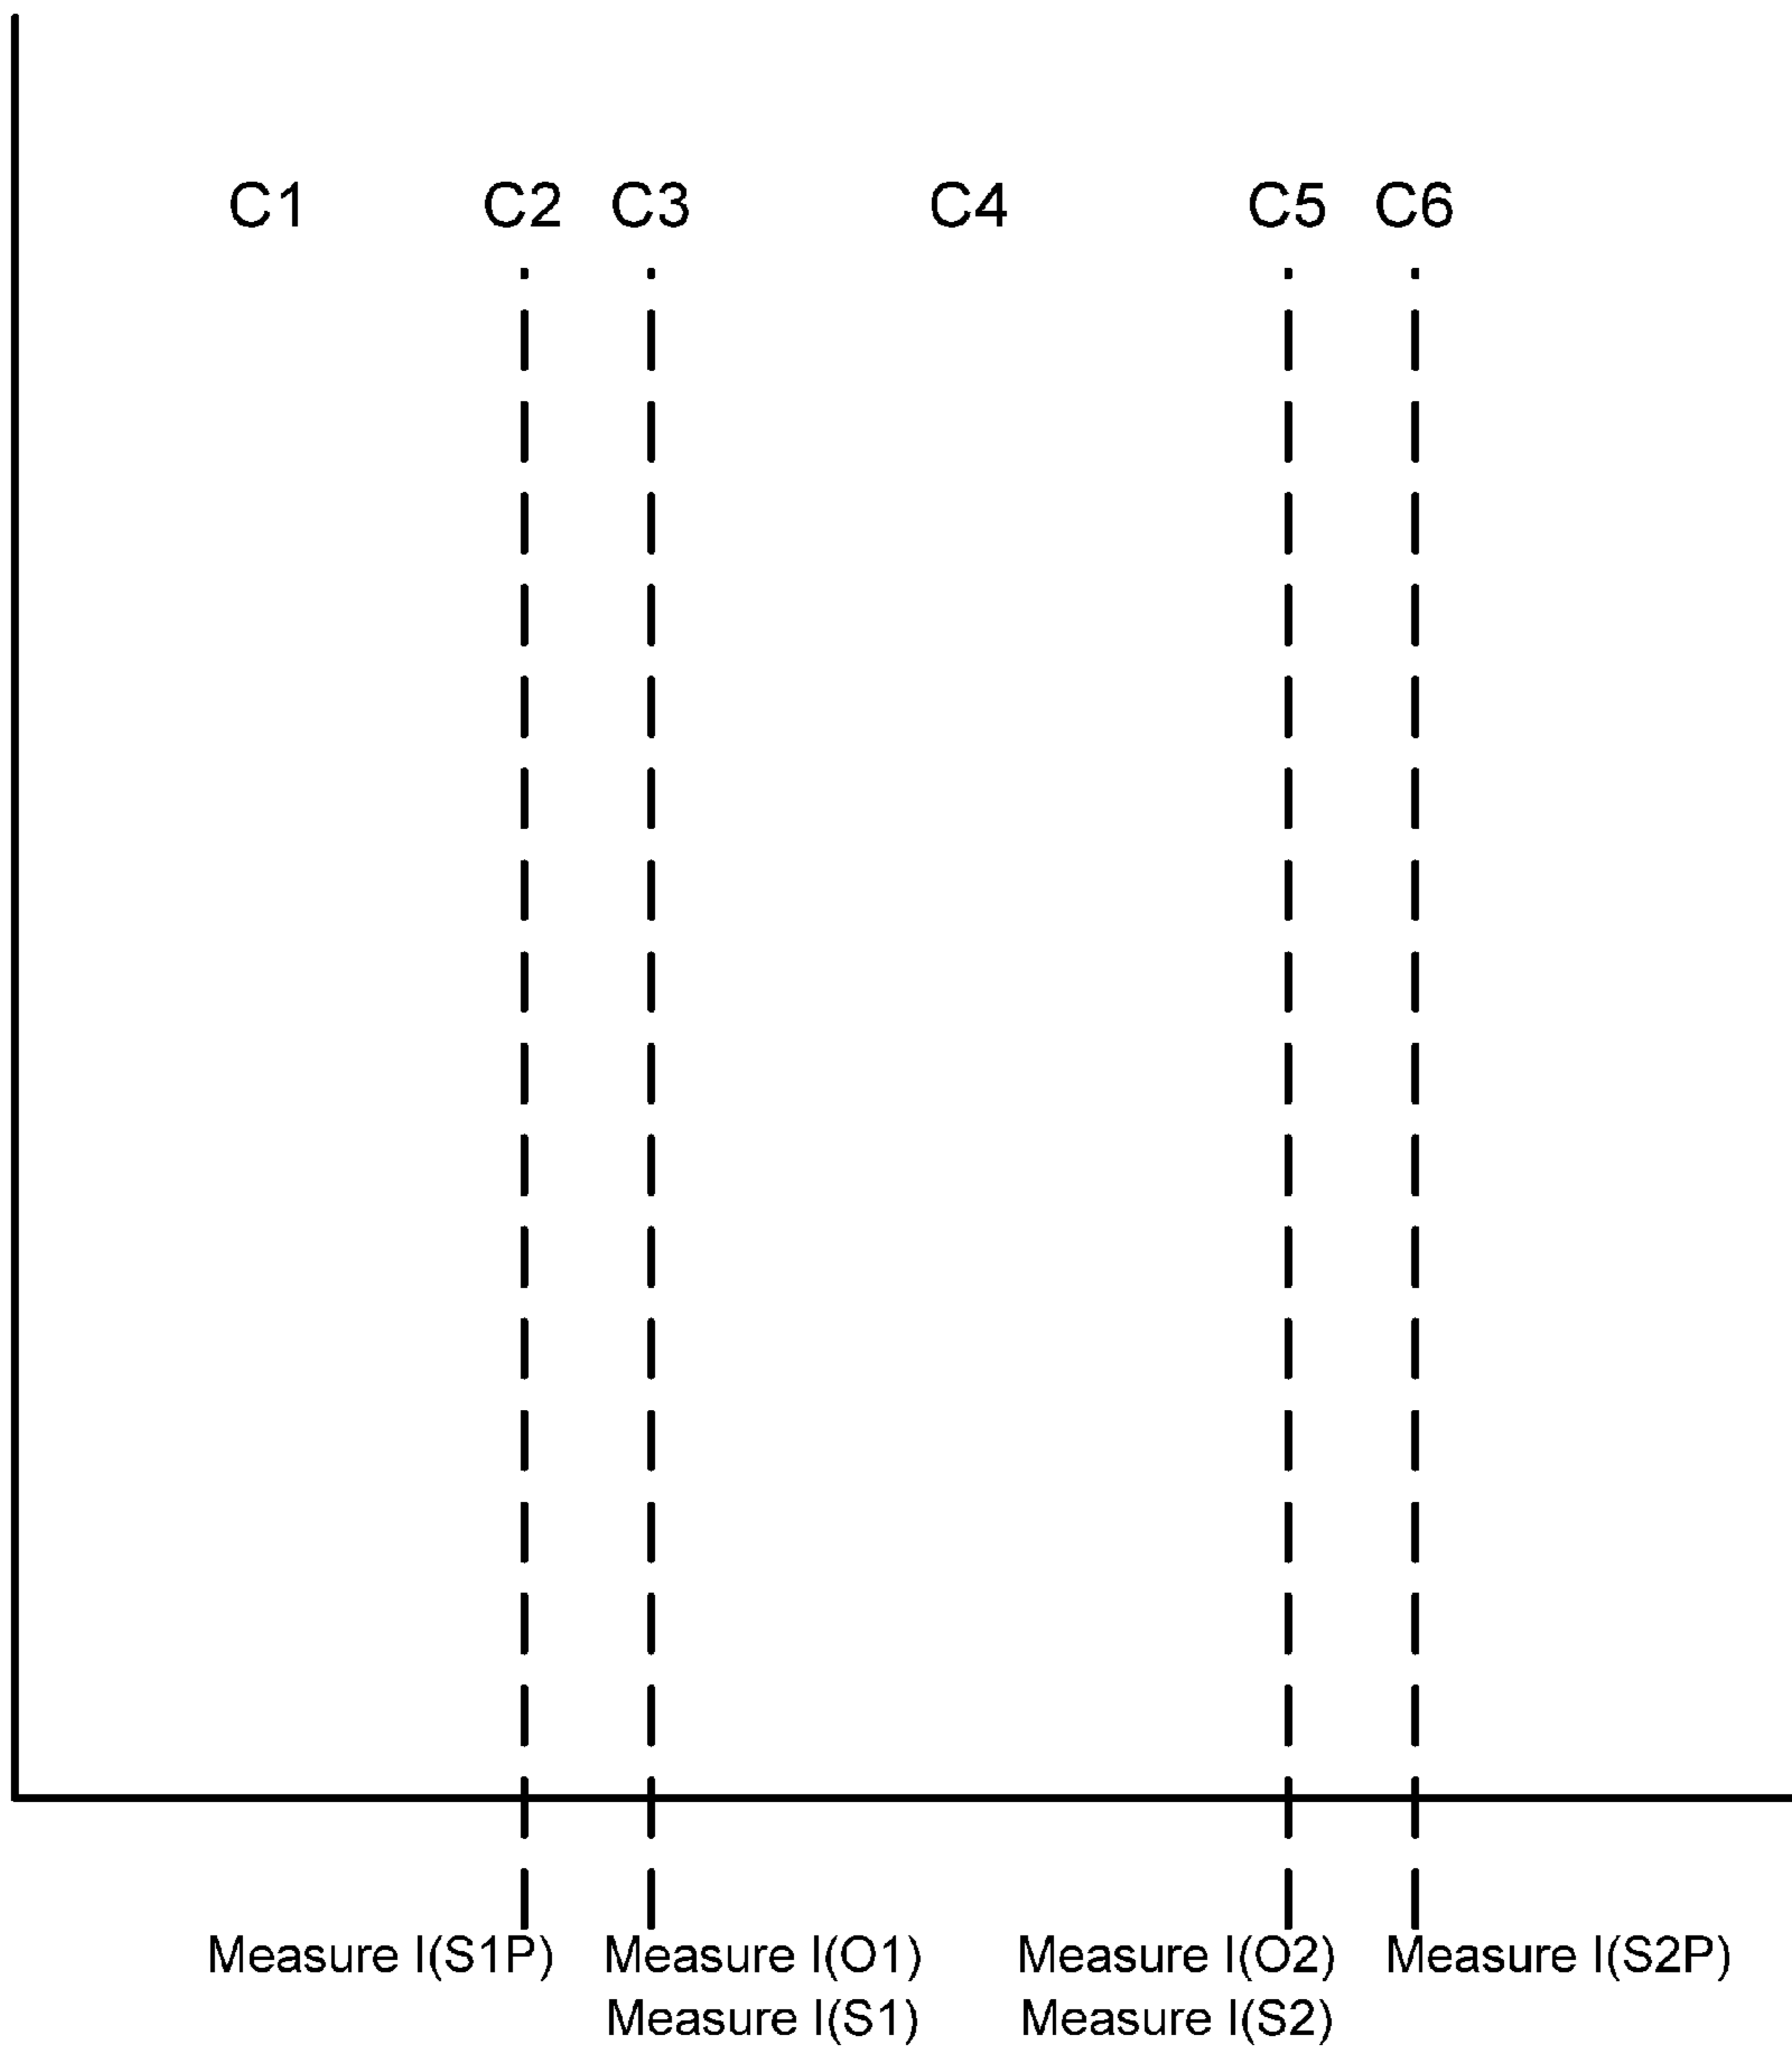 C1 C2 C3 C4 C5 C6
Measure I(S1P) Measure I(O1) Measure I(O2) Measure I(S2P)
Measure I(S1) Measure I(S2)